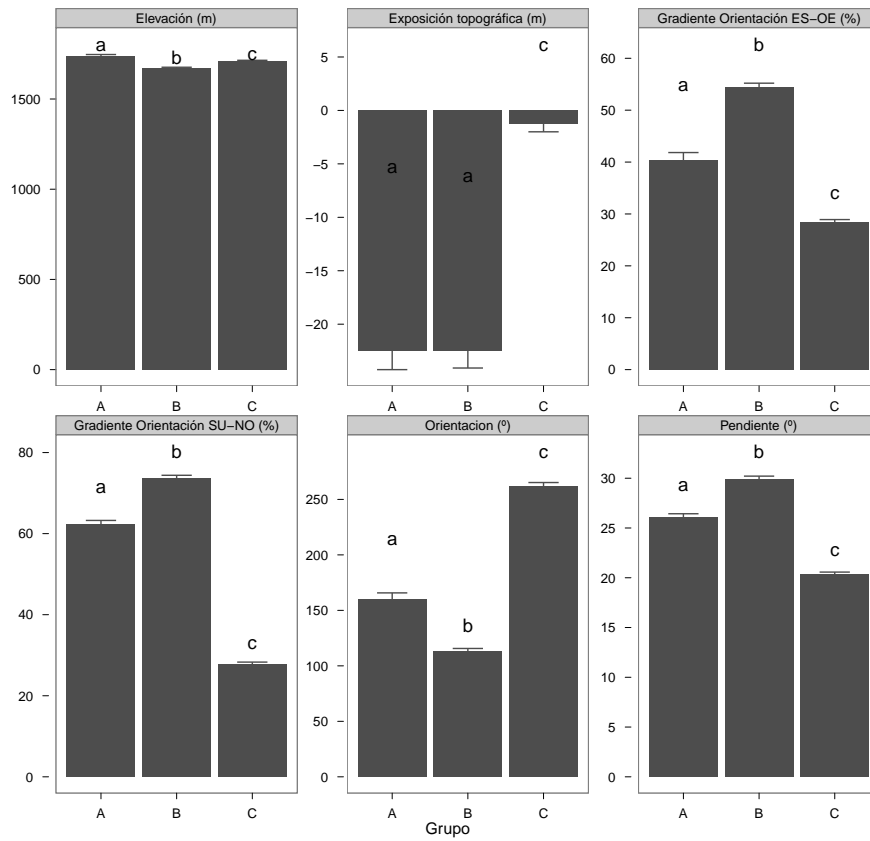 Elevación (m)
Exposición topográfica (m)
Gradiente Orientación ES−OE (%)
a
b
c
1500
1000
500
0
A
B
C
c
a
a
5
0
−5
−10
−15
−20
A
B
C
a
b
c
60
50
40
30
20
10
0
A
B
C
Gradiente Orientación SU−NO (%)
Orientacion (º)
Pendiente (º)
a
b
c
80
60
40
20
0
A
B
C
a
b
c
250
200
150
100
50
0
A
B
C
a
b
c
30
25
20
15
10
5
0
A
B
C
Grupo